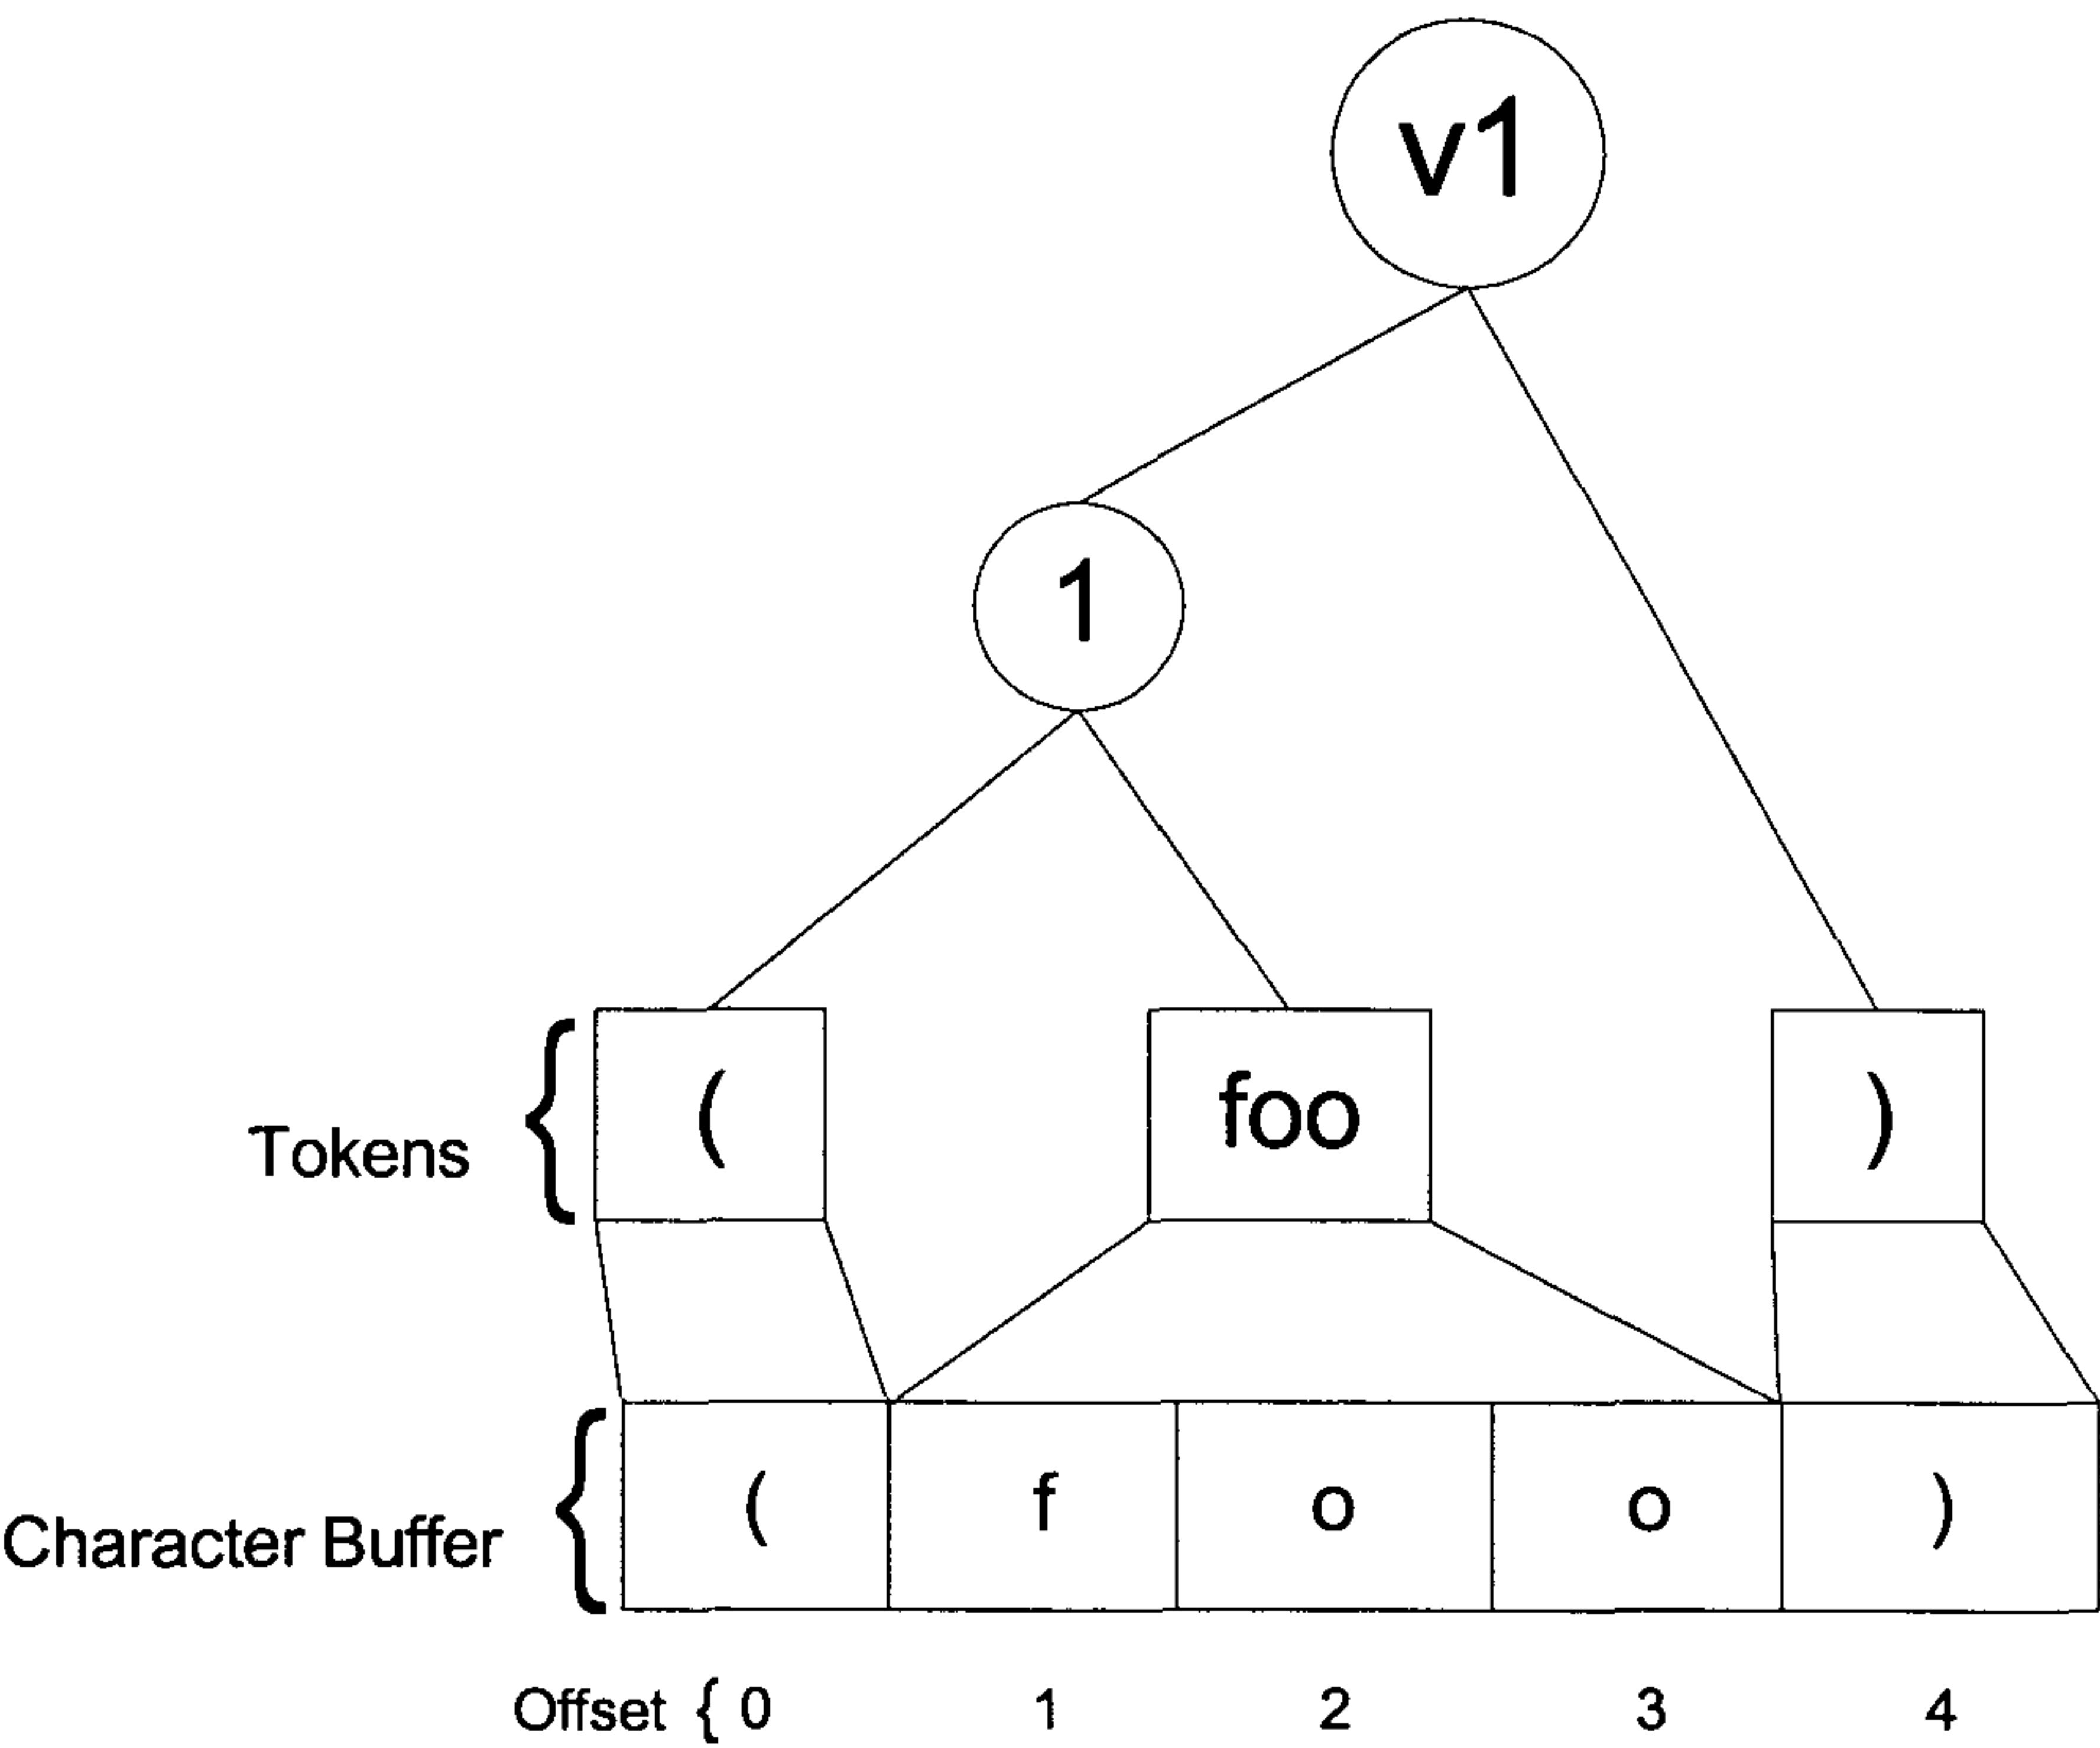 v1
1
Tokens { ( foo )
Character Buffer { ( f o o )
Offset { 0 1 2 3 4